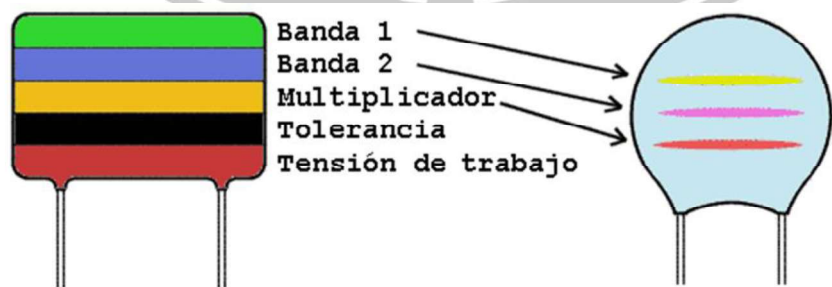 Banda 1
Banda 2
Multiplicador
Tolerancia
Tensión de trabajo